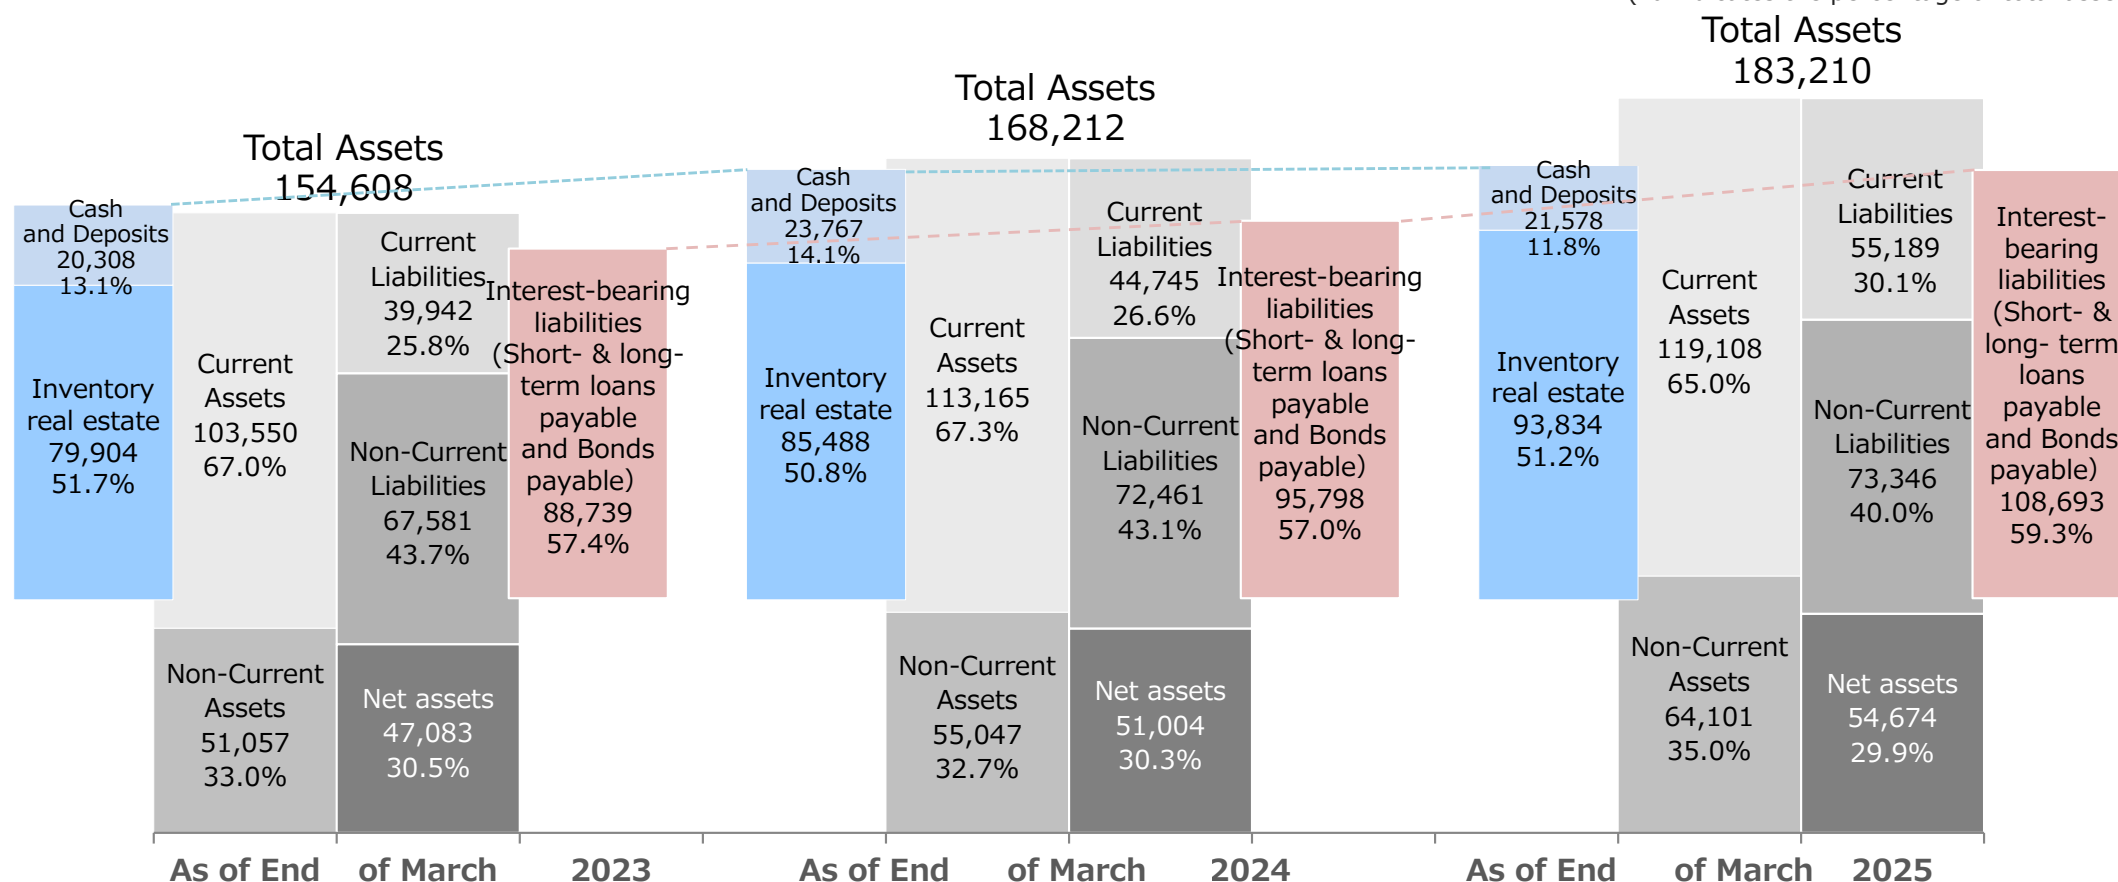 Total Assets
154,608
Cash
and Deposits
20,308
13.1%
Inventory
real estate
79,904
51.7%
Current
Assets
103,550
67.0%
Non-Current
Assets
51,057
33.0%
Current
Liabilities
39,942
25.8%
Non-Current
Liabilities
67,581
43.7%
Net assets
47,083
30.5%
Interest-bearing
liabilities
(Short- & long-
term loans
payable
and Bonds
payable）
88,739
57.4%
As of End of March 2023
Total Assets
168,212
Cash
and Deposits
23,767
14.1%
Inventory
real estate
85,488
50.8%
Current
Assets
113,165
67.3%
Non-Current
Assets
55,047
32.7%
Current
Liabilities
44,745
26.6%
Non-Current
Liabilities
72,461
43.1%
Net assets
51,004
30.3%
Interest-bearing
liabilities
(Short- & long-
term loans
payable
and Bonds
payable）
95,798
57.0%
As of End of March 2024
Total Assets
183,210
Cash
and Deposits
21,578
11.8%
Inventory
real estate
93,834
51.2%
Current
Assets
119,108
65.0%
Non-Current
Assets
64,101
35.0%
Current
Liabilities
55,189
30.1%
Non-Current
Liabilities
73,346
40.0%
Net assets
54,674
29.9%
Interest-
bearing
liabilities
(Short- &
long- term
loans
payable
and Bonds
payable）
108,693
59.3%
As of End of March 2025